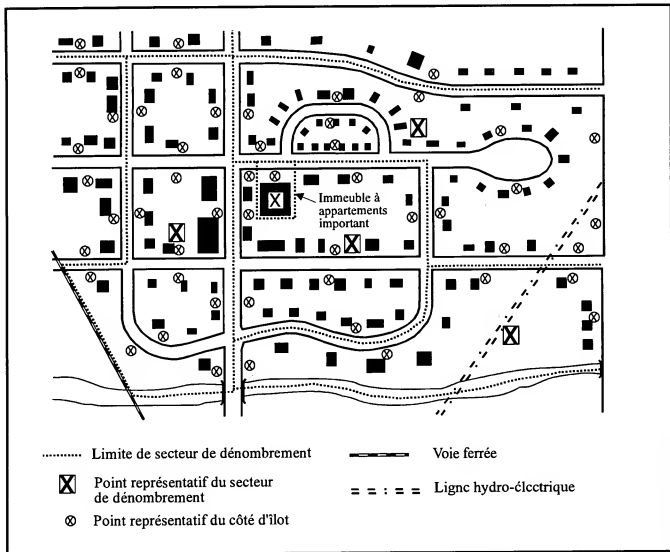 Immeuble à
appartements
important
Limite de secteur de dénombrement
Voie ferrée
Point représentatif du secteur
de dénombrement
Ligne hydro-élcctrique
Point représentatif du côté d'îlot